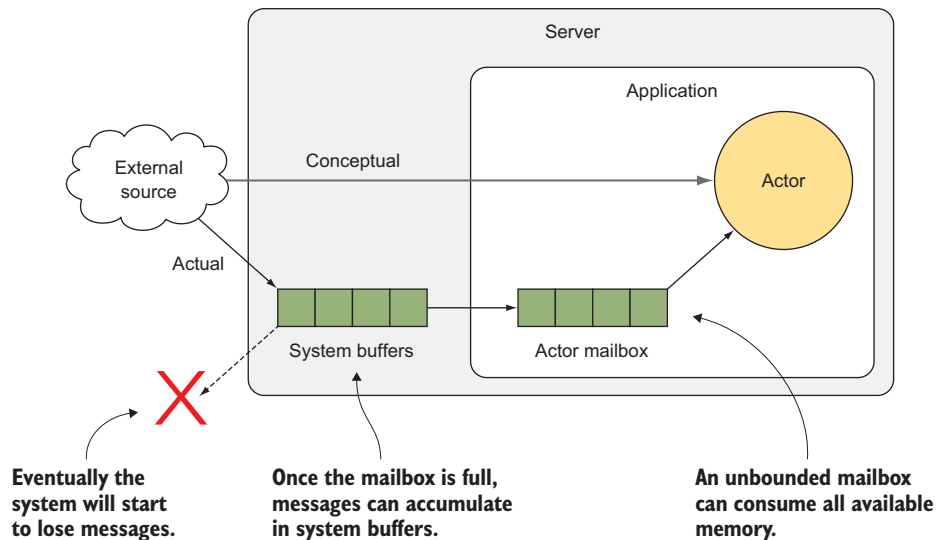 Server
Application
External
source
Conceptual
Actor
Actual
System buffers
Actor mailbox
Eventually the
system will start
to lose messages.
Once the mailbox is full,
messages can accumulate
in system buffers.
An unbounded mailbox
can consume all available
memory.